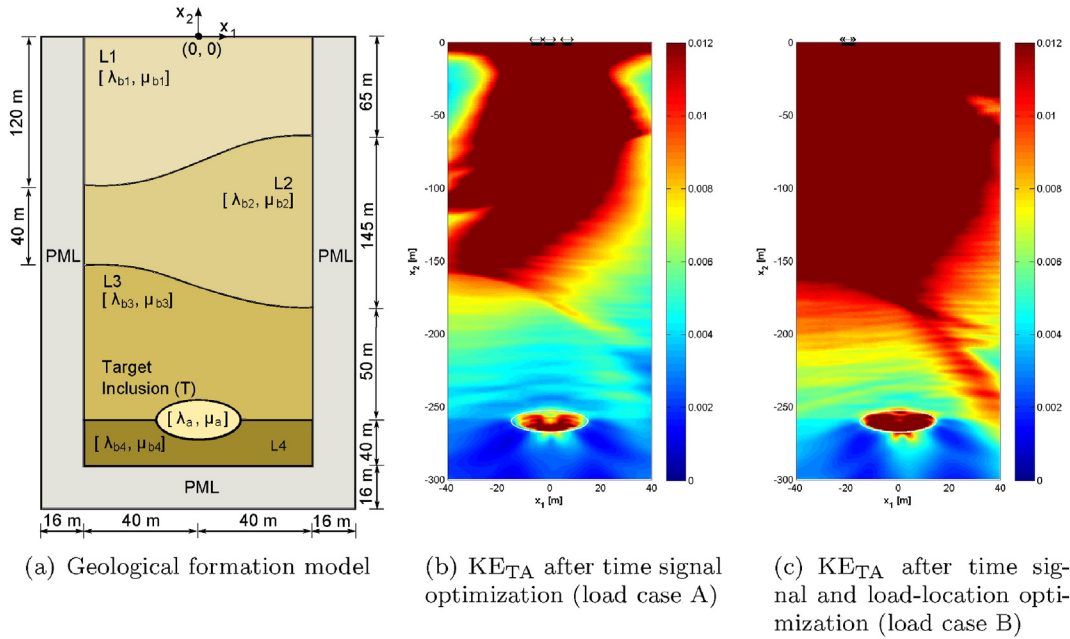 x2
x1
(0, 0)
L1
[ λb1, μb1]
120 m
65 m
L2
[ λb2, μb2]
40 m
145 m
PML
PML
L3
[ λb3, μb3]
50 m
Target
Inclusion (T)
[ λa , μa]
[ λb4, μb4]
L4
40 m
16 m
PML
16 m
40 m
40 m
16 m
(a) Geological formation model
0
-50
-100
-150
-200
-250
-300
x2 [m]
-40
-20
0
20
40
x1 [m]
0.012
0.01
0.008
0.006
0.004
0.002
0
(b) KETA after time signal
optimization (load case A)
0
-50
-100
-150
-200
-250
-300
x2 [m]
-40
-20
0
20
40
x1 [m]
0.012
0.01
0.008
0.006
0.004
0.002
0
(c) KETA after time sig-
nal and load-location opti-
mization (load case B)